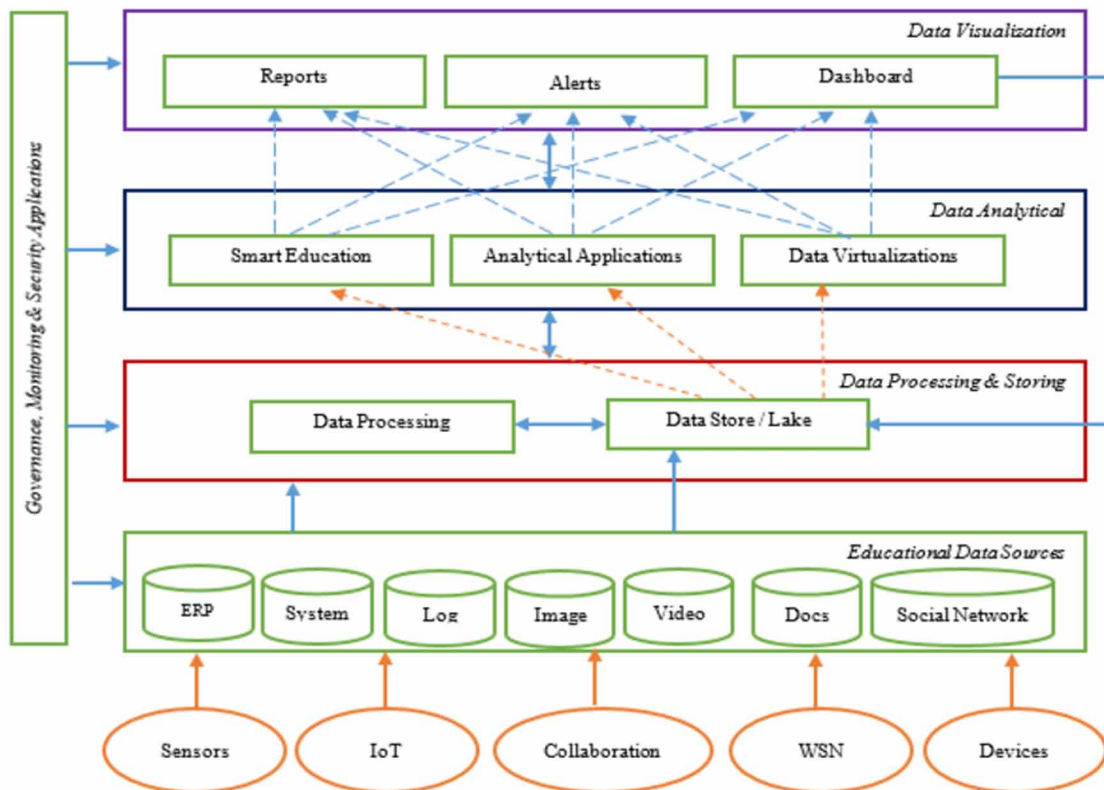 Governance, Monitoring & Security Applications
Data Visualization
Reports
Alerts
Dashboard
Data Analytical
Smart Education
Analytical Applications
Data Virtualizations
Data Processing & Storing
Data Processing
Data Store / Lake
Educational Data Sources
ERP
System
Log
Image
Video
Docs
Social Network
Sensors
IoT
Collaboration
WSN
Devices